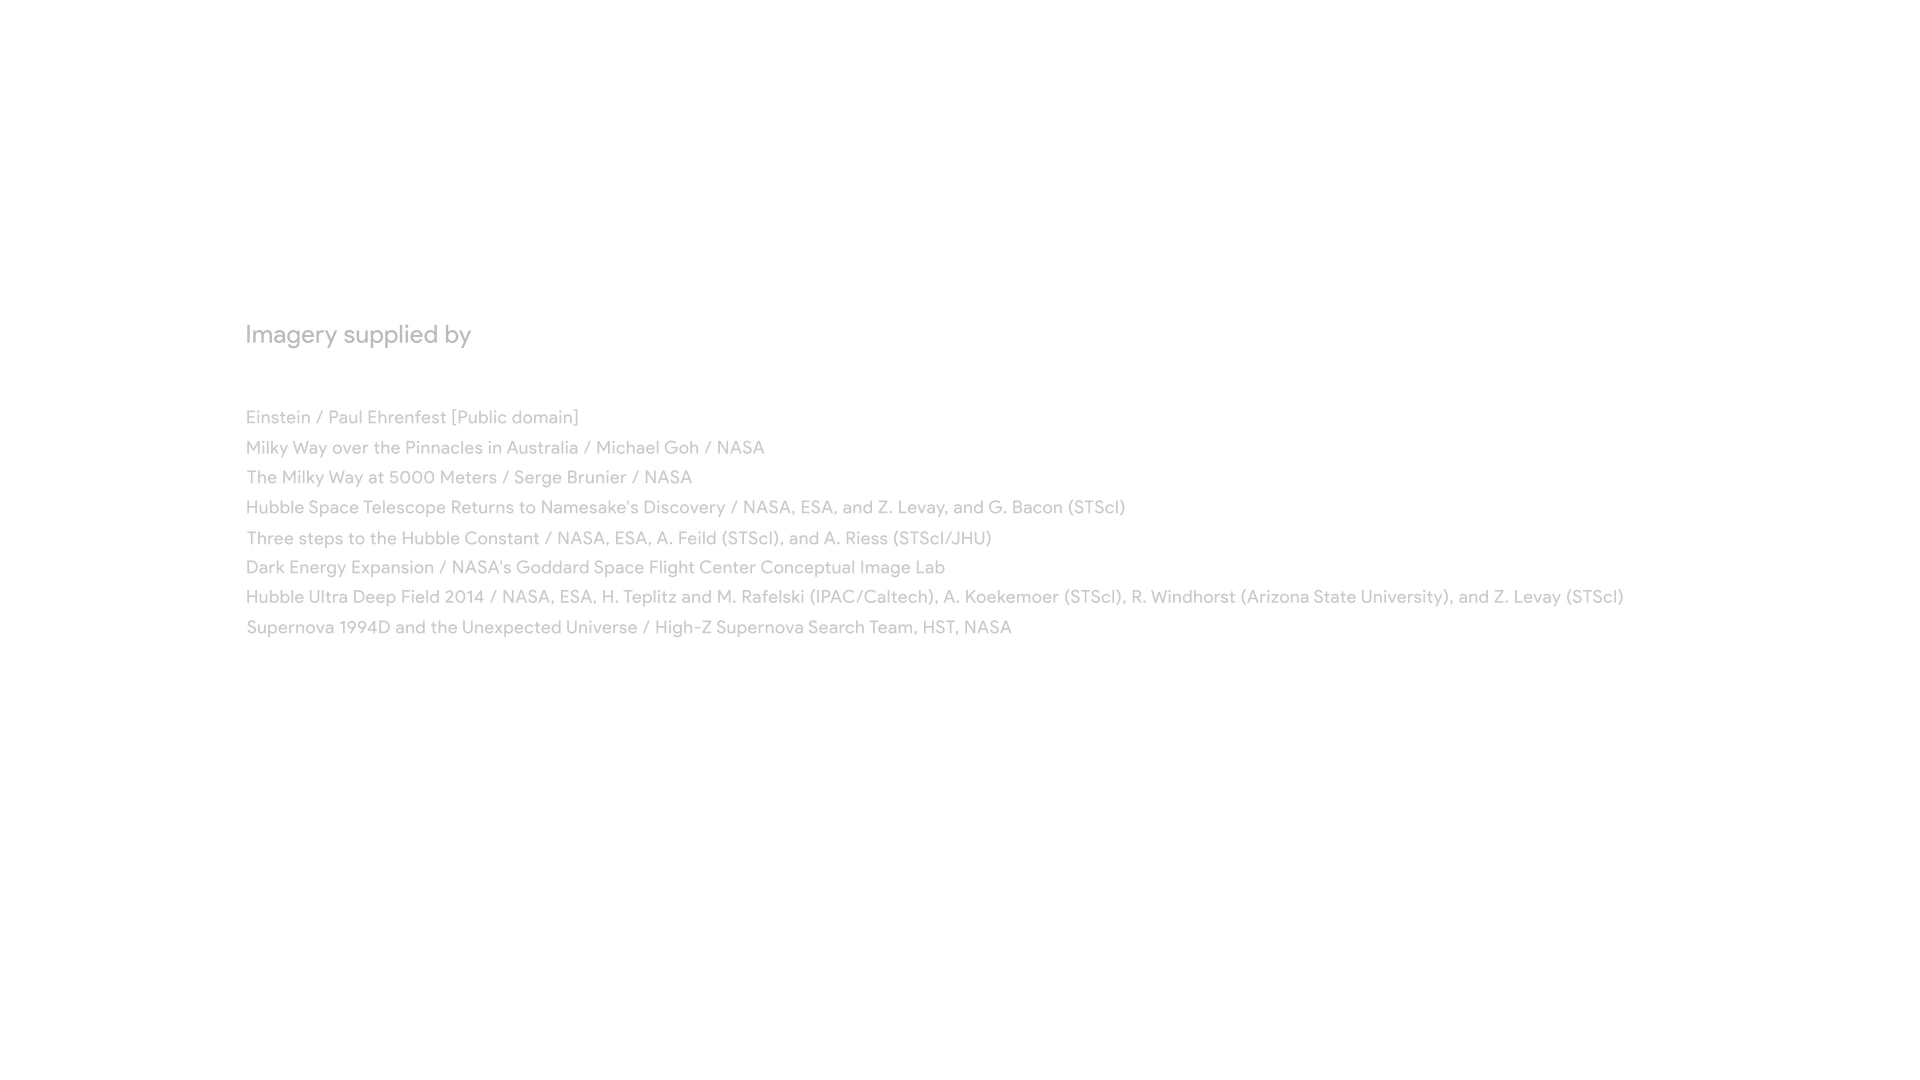 Imagery supplied by
Einstein / Paul Ehrenfest [Public domain]
Milky Way over the Pinnacles in Australia / Michael Goh / NASA
The Milky Way at 5000 Meters / Serge Brunier / NASA
Hubble Space Telescope Returns to Namesake's Discovery / NASA, ESA, and Z. Levay, and G. Bacon (STScI)
Three steps to the Hubble Constant / NASA, ESA, A. Feild (STScI), and A. Riess (STScI/JHU)
Dark Energy Expansion / NASA's Goddard Space Flight Center Conceptual Image Lab
Hubble Ultra Deep Field 2014 / NASA, ESA, H. Teplitz and M. Rafelski (IPAC/Caltech), A. Koekemoer (STScI), R. Windhorst (Arizona State University), and Z. Levay (STScI)
Supernova 1994D and the Unexpected Universe / High-Z Supernova Search Team, HST, NASA